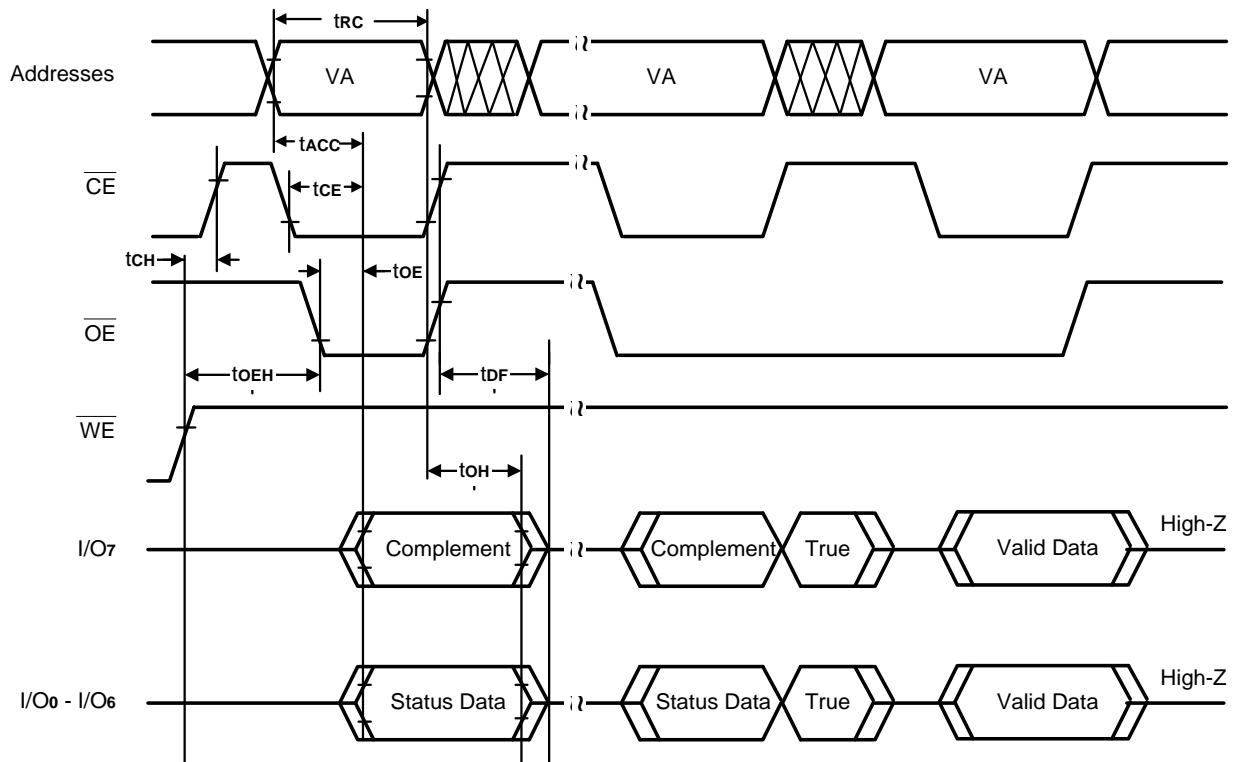 tRC
Addresses VA VA VA
tACC
CE
tCE
tCH
tOE
OE
tOEH tDF
WE
tOH
I/O7 Complement Complement True Valid Data High-Z
I/O0 - I/O6 Status Data Status Data True Valid Data High-Z